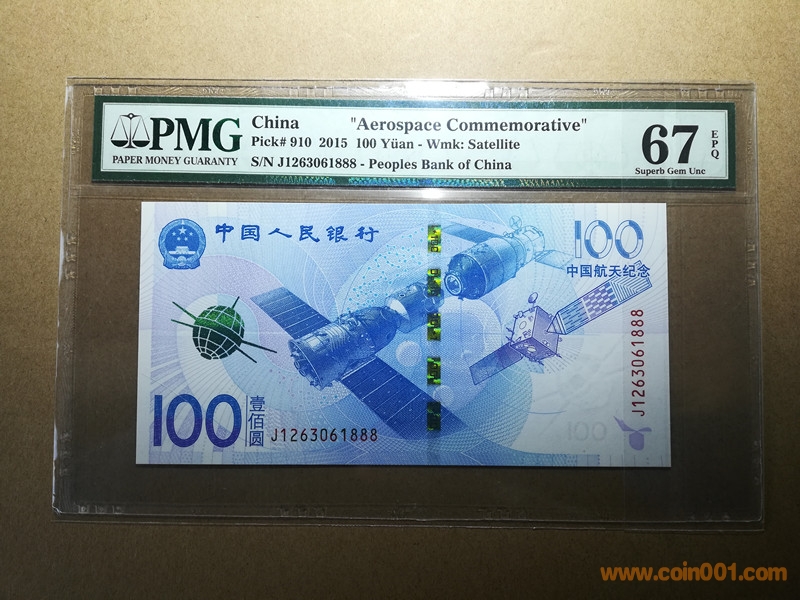 PMG
PAPER MONEY GUARANTY
China "Aerospace Commemorative"
Pick# 910 2015 100 Yüan - Wmk: Satellite
S/N J1263061888 - Peoples Bank of China
67 EPQ
Superb Gem Unc
中国人民银行
100
中国航天纪念
J1263061888
100 壹佰圆 J1263061888
100
www.coin001.com